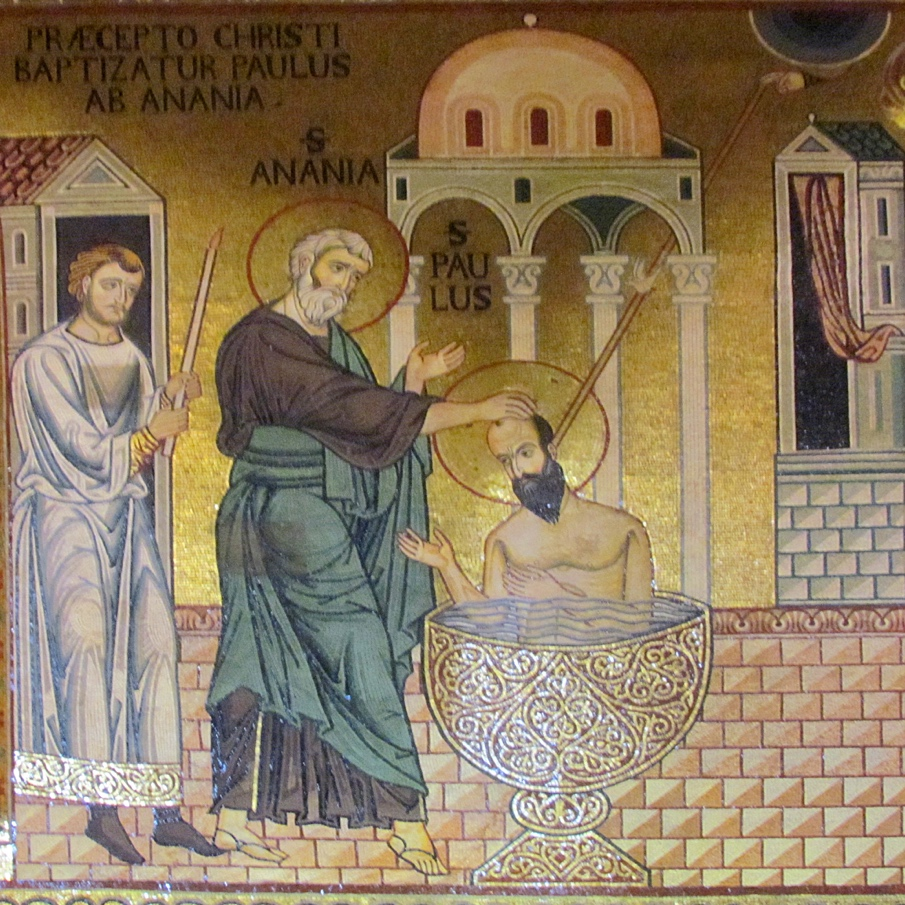 PRÆCEPTO CHRISTI
BAPTIZATUR PAULUS
AB ANANIA
S
ANANIA
S
PAU
LUS